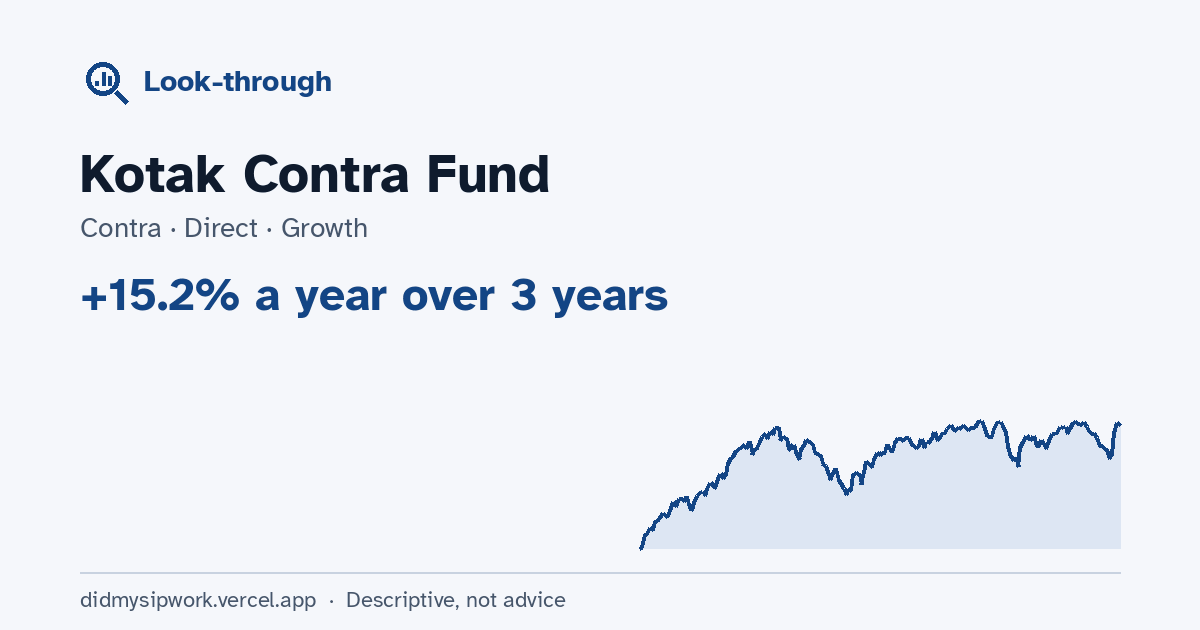 Look-through
Kotak Contra Fund
Contra · Direct · Growth
+15.2% a year over 3 years
didmysipwork.vercel.app · Descriptive, not advice